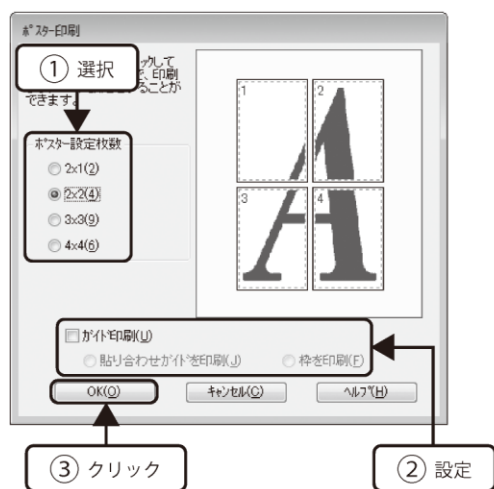 ポスター印刷
① 選択
ックして
で、印刷
ることが
できます。
ポスター設定枚数
2x1(2)
2x2(4)
3x3(9)
4x4(6)
1
2
3
4
A
ガイド印刷(U)
貼り合わせガイドを印刷(J)
枠を印刷(F)
OK(O)
キャンセル(C)
ヘルプ(H)
③ クリック
② 設定